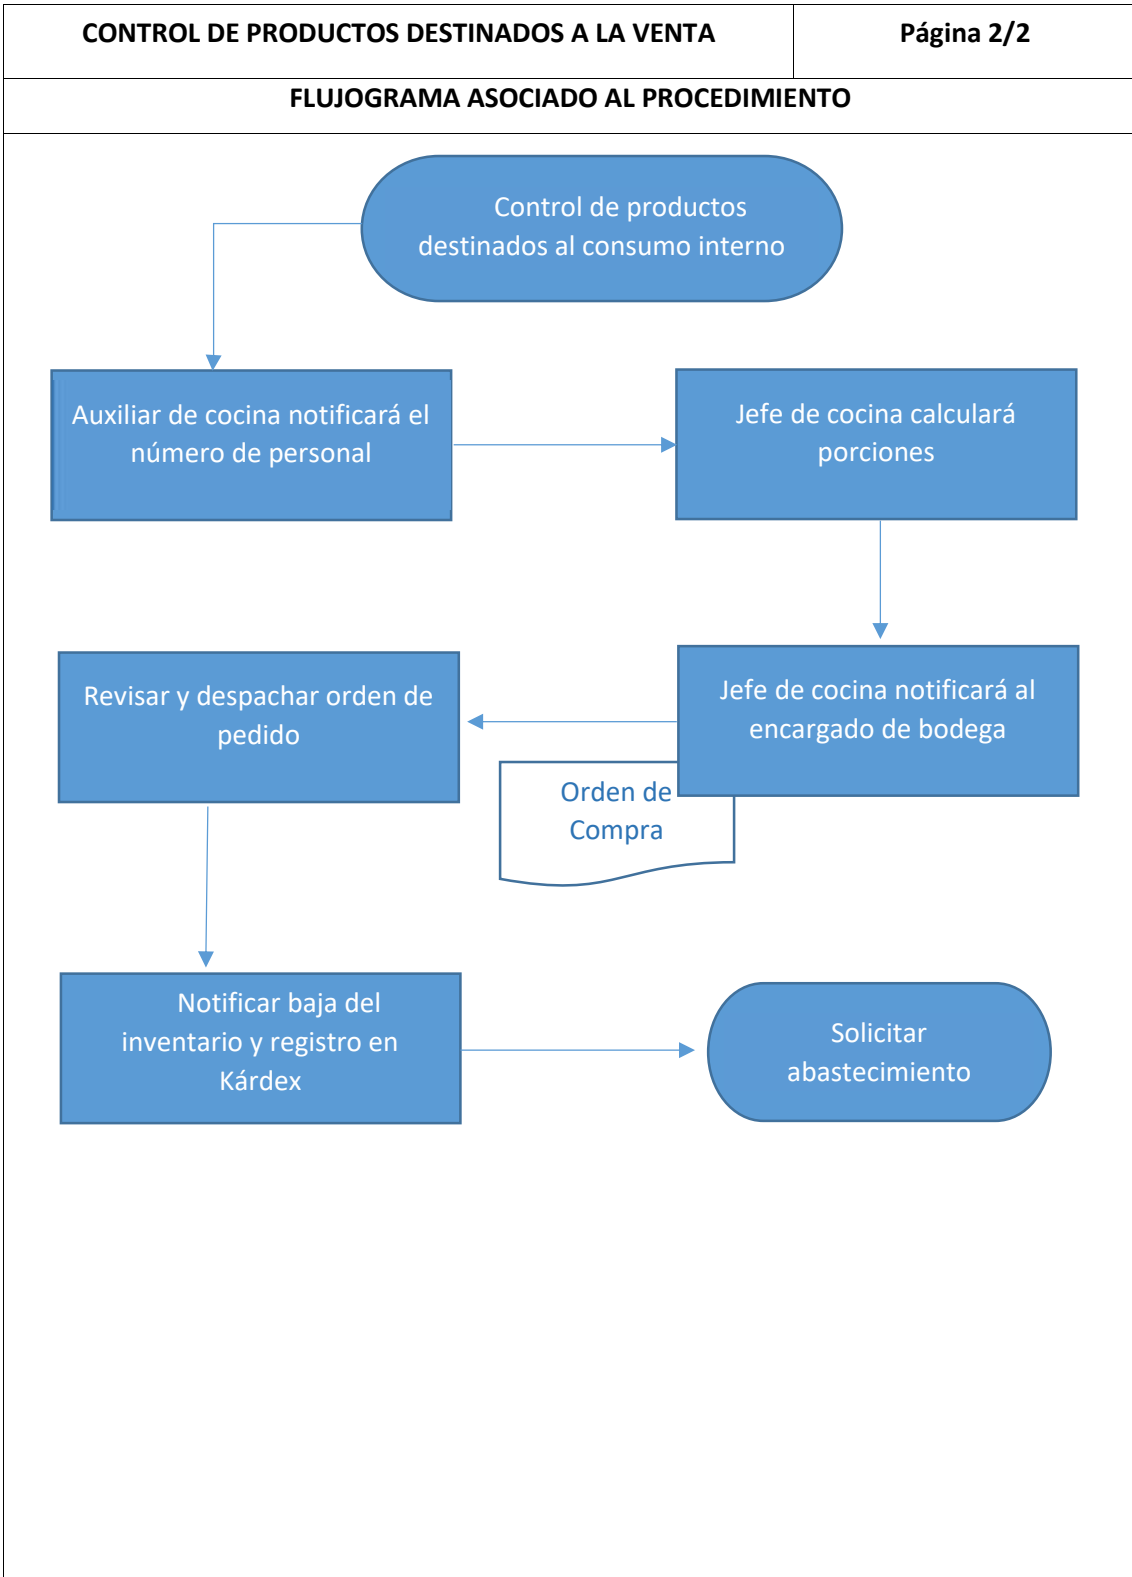 CONTROL DE PRODUCTOS DESTINADOS A LA VENTA
Página 2/2
FLUJOGRAMA ASOCIADO AL PROCEDIMIENTO
Control de productos
destinados al consumo interno
Auxiliar de cocina notificará el
número de personal
Jefe de cocina calculará
porciones
Jefe de cocina notificará al
encargado de bodega
Orden de
Compra
Revisar y despachar orden de
pedido
Notificar baja del
inventario y registro en
Kárdex
Solicitar
abastecimiento